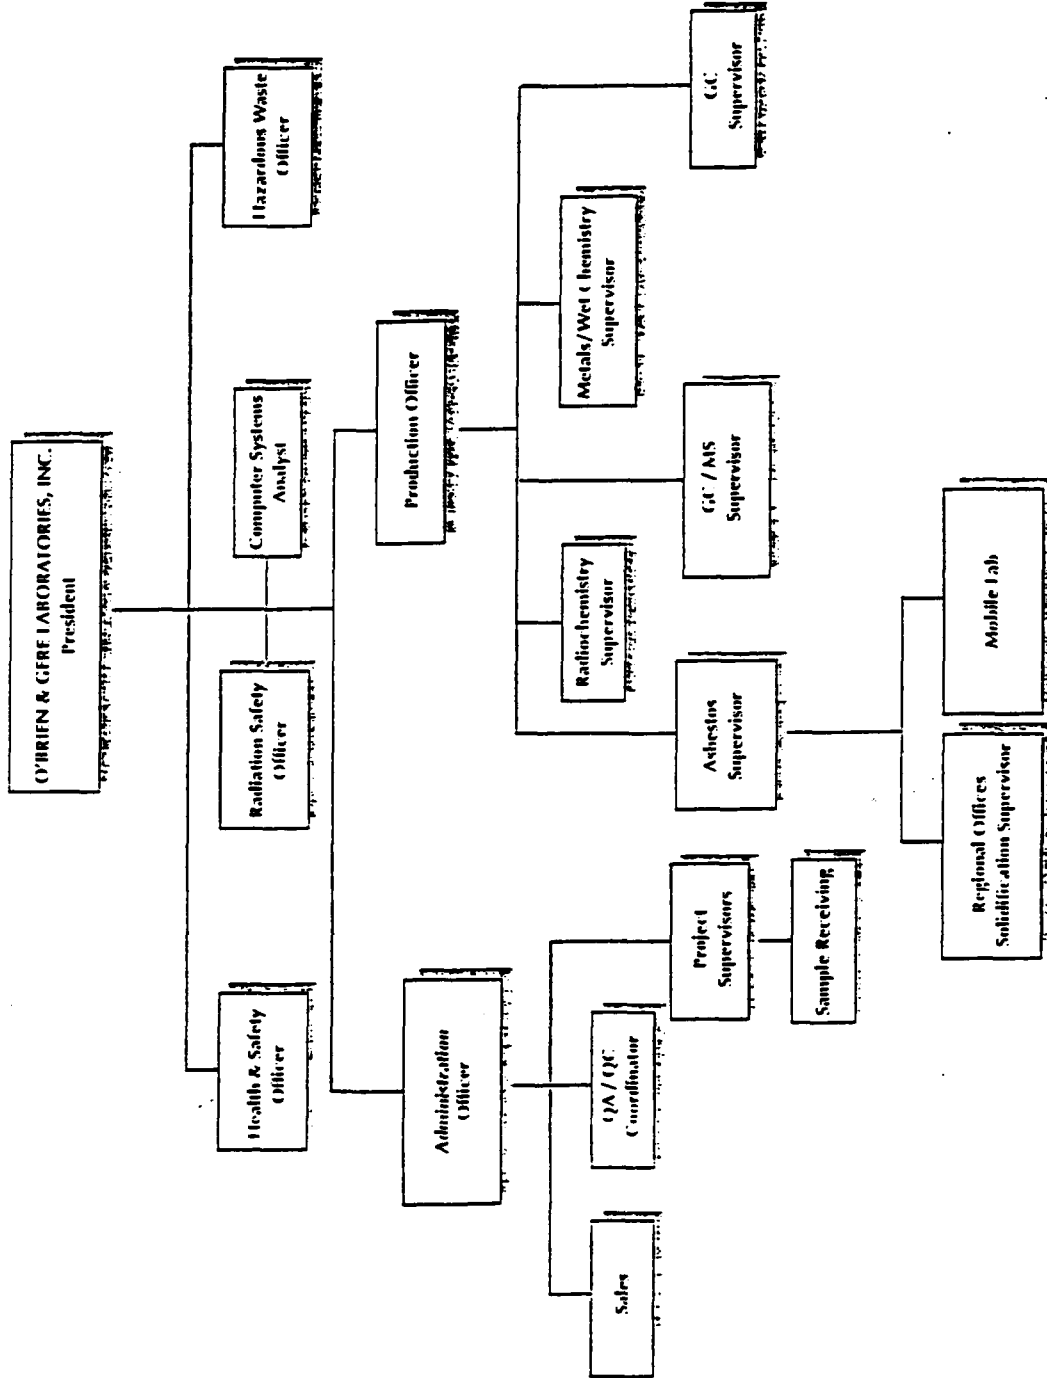 O'BRIEN & GERE LABORATORIES, INC.
President
Health & Safety
Officer
Radiation Safety
Officer
Computer Systems
Analyst
Hazardous Waste
Officer
Administration
Officer
Production Officer
Sales
QA / QC
Coordinator
Project
Supervisors
Sample Receiving
Asbestos
Supervisor
Radiochemistry
Supervisor
GC / MS
Supervisor
Metals/Wet Chemistry
Supervisor
GC
Supervisor
Regional Offices
Solidification Supervisor
Mobile Lab